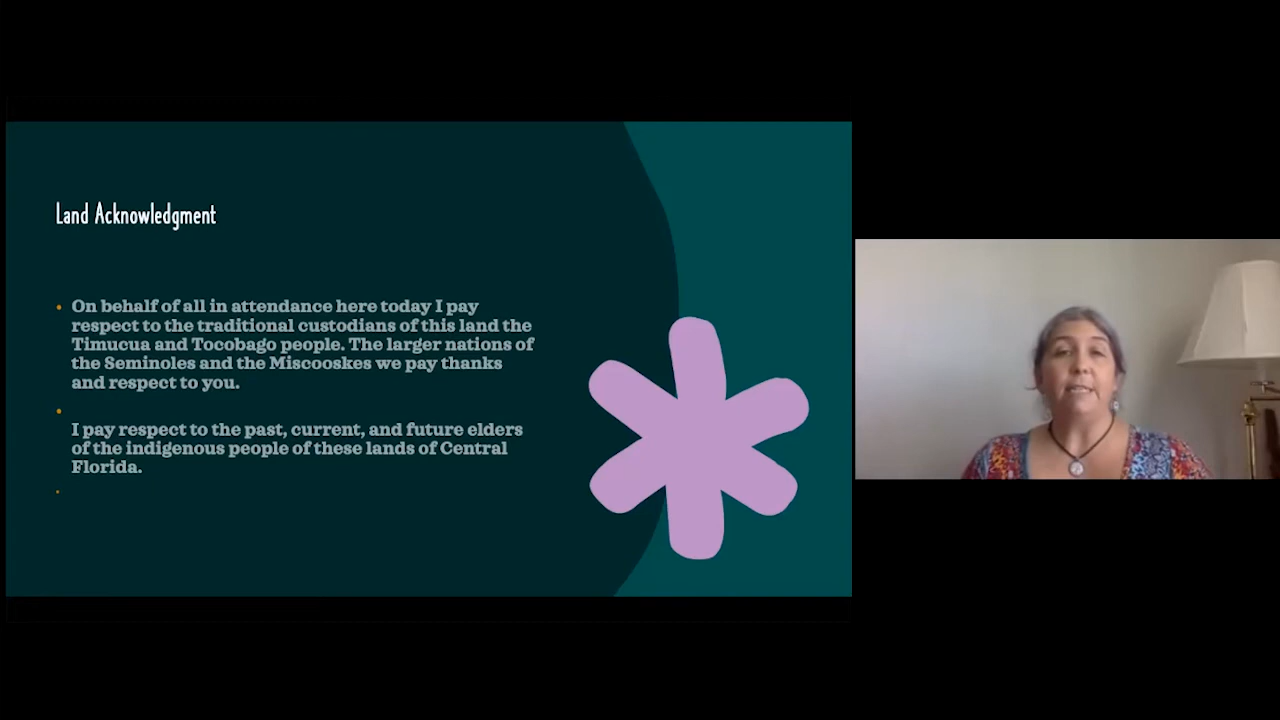 Land Acknowledgment
On behalf of all in attendance here today I pay
respect to the traditional custodians of this land the
Timucua and Tocobago people. The larger nations of
the Seminoles and the Miscooskes we pay thanks
and respect to you.
I pay respect to the past, current, and future elders
of the indigenous people of these lands of Central
Florida.